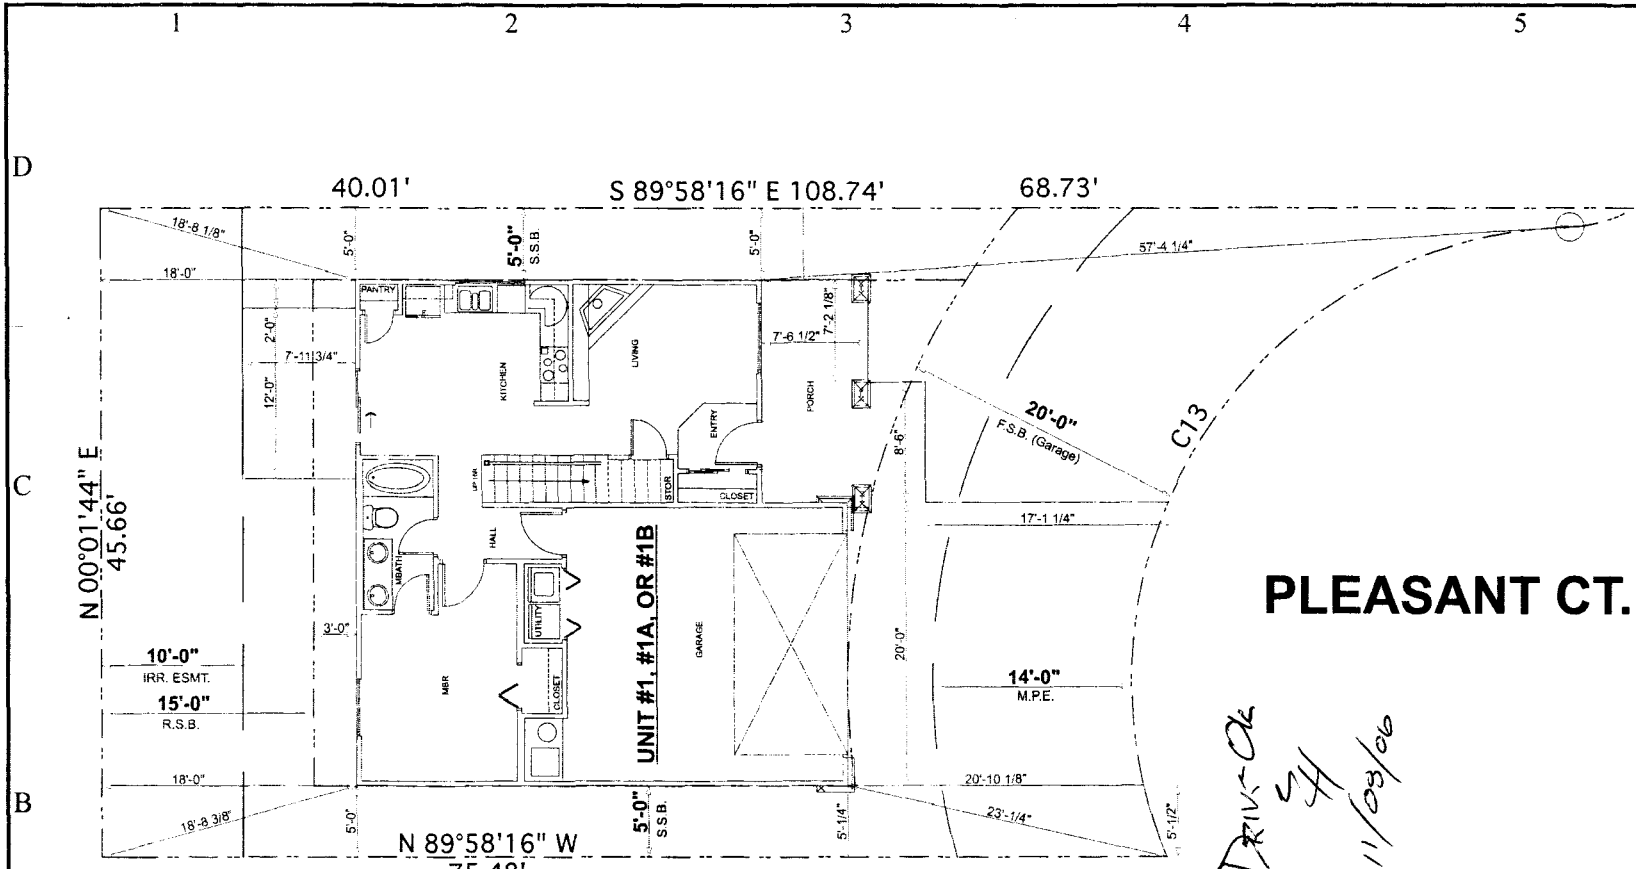 1 2 3 4 5
D
40.01' S 89°58'16" E 108.74' 68.73'
18'-8 1/8"
5'-0"
5'-0"
S.S.B.
5'-0"
57'-4 1/4"
18'-0"
PANTRY
2'-0"
7'-11 3/4"
12'-0"
KITCHEN
LIVING
7'-6 1/2"
7'-2 1/8"
PORCH
ENTRY
20'-0"
F.S.B. (Garage)
C13
8'-6"
C
N 00°01'44" E
45.66'
STOR
CLOSET
17'-1 1/4"
HALL
MBATH
UNIT #1, #1A, OR #1B
PLEASANT CT.
3'-0"
UTILITY
GARAGE
20'-0"
10'-0"
IRR. ESMT.
15'-0"
R.S.B.
MBR
CLOSET
14'-0"
M.P.E.
18'-0"
20'-10 1/8"
B
18'-8 3/8"
5'-0"
5'-0"
S.S.B.
5'-1/4"
23'-1/4"
5'-1/2"
N 89°58'16" W
75.48'
11/03/06